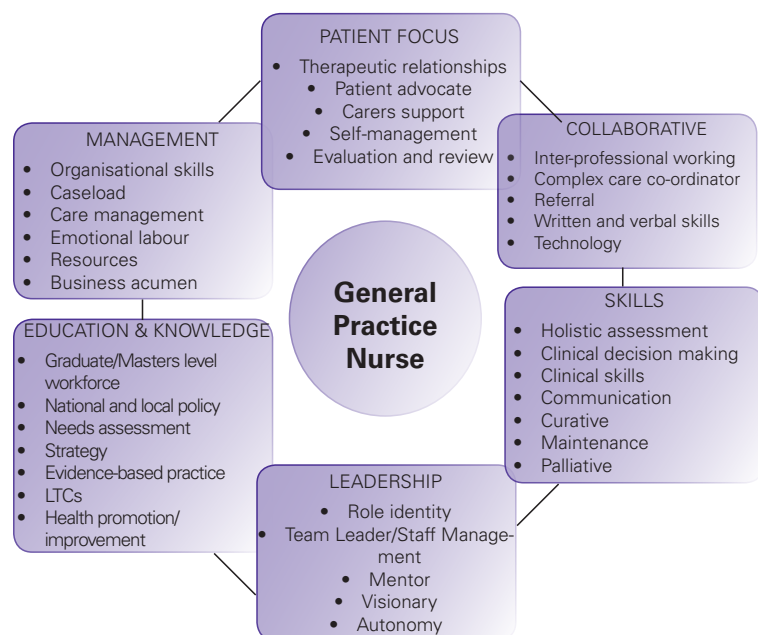 PATIENT FOCUS
• Therapeutic relationships
• Patient advocate
• Carers support
• Self-management
• Evaluation and review
COLLABORATIVE
• Inter-professional working
• Complex care co-ordinator
• Referral
• Written and verbal skills
• Technology
SKILLS
• Holistic assessment
• Clinical decision making
• Clinical skills
• Communication
• Curative
• Maintenance
• Palliative
LEADERSHIP
• Role identity
• Team Leader/Staff Manage-
ment
• Mentor
• Visionary
• Autonomy
EDUCATION & KNOWLEDGE
• Graduate/Masters level
workforce
• National and local policy
• Needs assessment
• Strategy
• Evidence-based practice
• LTCs
• Health promotion/
improvement
MANAGEMENT
• Organisational skills
• Caseload
• Care management
• Emotional labour
• Resources
• Business acumen
General
Practice
Nurse